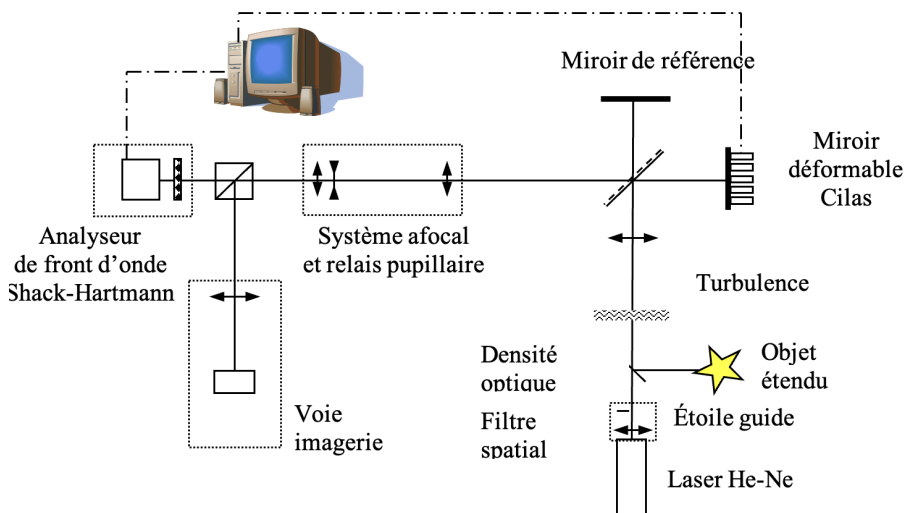 Miroir de référence
Miroir
déformable
Cilas
Analyseur
de front d'onde
Shack-Hartmann
Système afocal
et relais pupillaire
Turbulence
Densité
optique
Objet
étendu
Filtre
spatial
Étoile guide
Voie
imagerie
Laser He-Ne